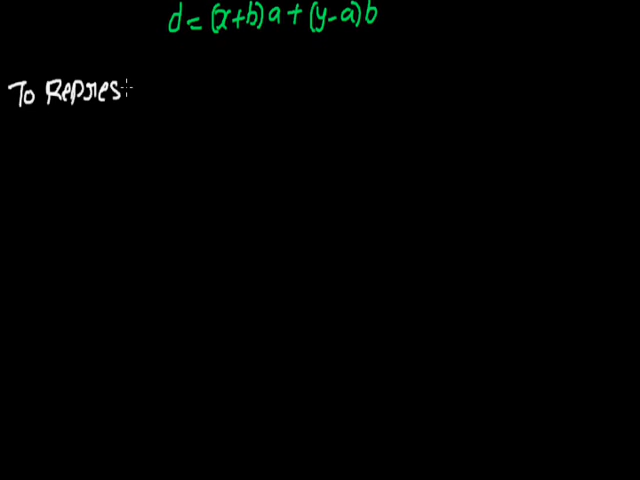 d = (x+b)a + (y-a)b
To Repres